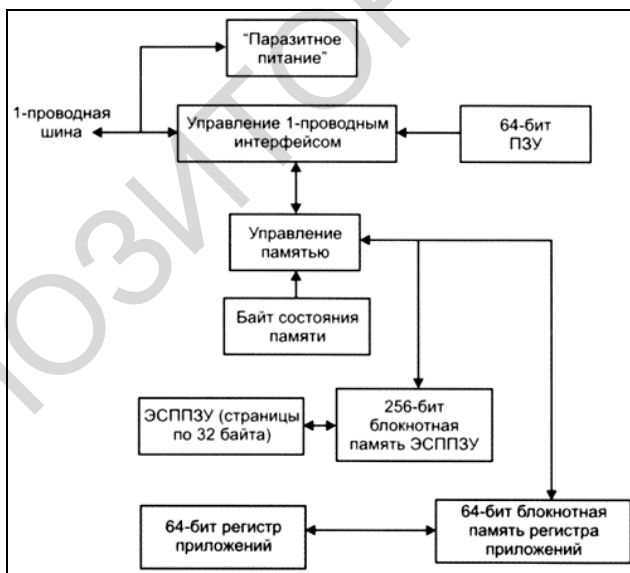 “Паразитное
питание”
1-проводная
шина
Управление 1-проводным
интерфейсом
64-бит
ПЗУ
Управление
памятью
Байт состояния
памяти
ЭСППЗУ (страницы
по 32 байта)
256-бит
блокнотная
память ЭСППЗУ
64-бит регистр
приложений
64-бит блокнотная
память регистра
приложений
ПОЗИТОР